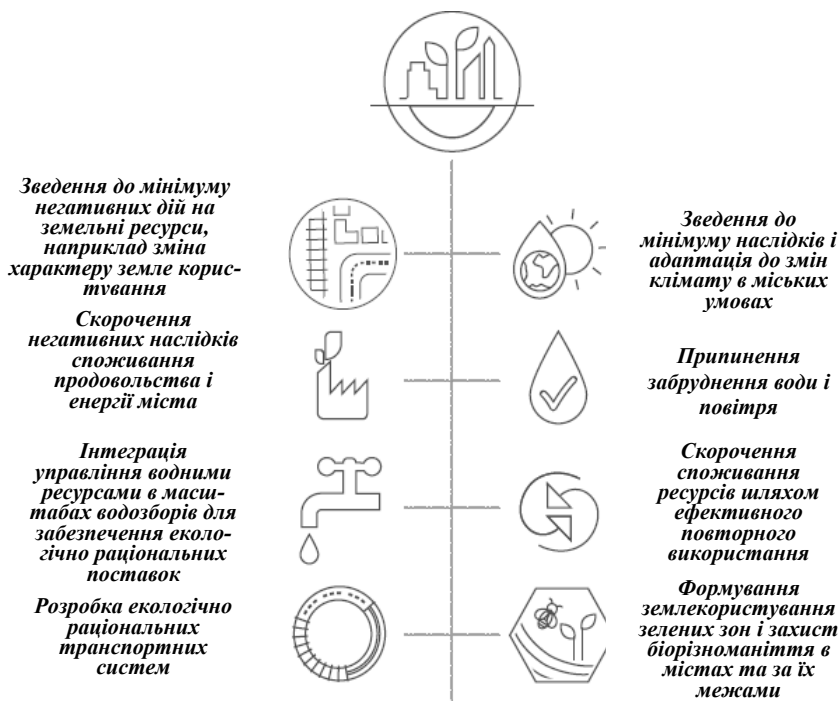 Зведення до мінімуму
негативних дій на
земельні ресурси,
наприклад зміна
характеру земле корис-
тування
Скорочення
негативних наслідків
споживання
продовольства і
енергії міста
Інтеграція
управління водними
ресурсами в масш-
табах водозборів для
забезпечення еколо-
гічно раціональних
поставок
Розробка екологічно
раціональних
транспортних
систем
Зведення до
мінімуму наслідків і
адаптація до змін
клімату в міських
умовах
Припинення
забруднення води і
повітря
Скорочення
споживання
ресурсів шляхом
ефективного
повторного
використання
Формування
землекористування
зелених зон і захист
біорізноманіття в
містах та за їх
межами